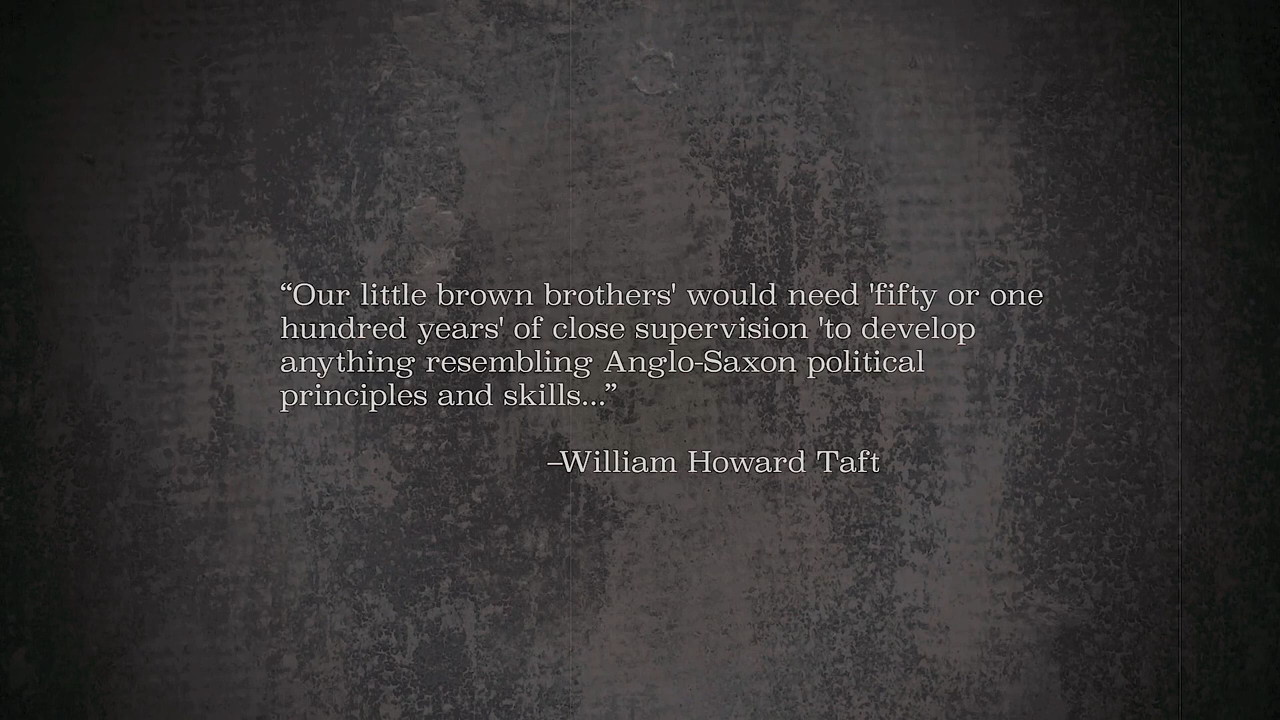 “Our little brown brothers' would need 'fifty or one
hundred years' of close supervision 'to develop
anything resembling Anglo-Saxon political
principles and skills...”
–William Howard Taft